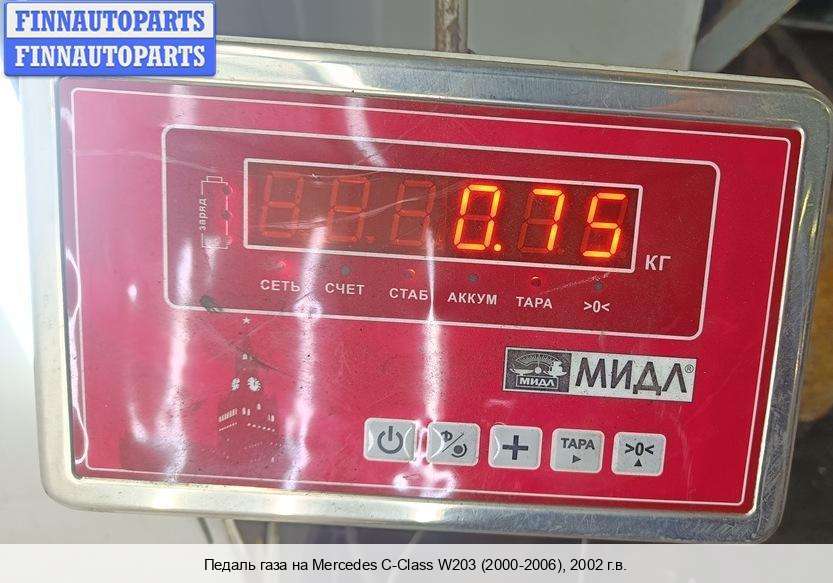 FINNAUTOPARTS
FINNAUTOPARTS
заряд
0.75
КГ
СЕТЬ СЧЕТ СТАБ АККУМ ТАРА >0<
МИДЛ
МИДЛ®
ТАРА
>0<
Педаль газа на Mercedes C-Class W203 (2000-2006), 2002 г.в.